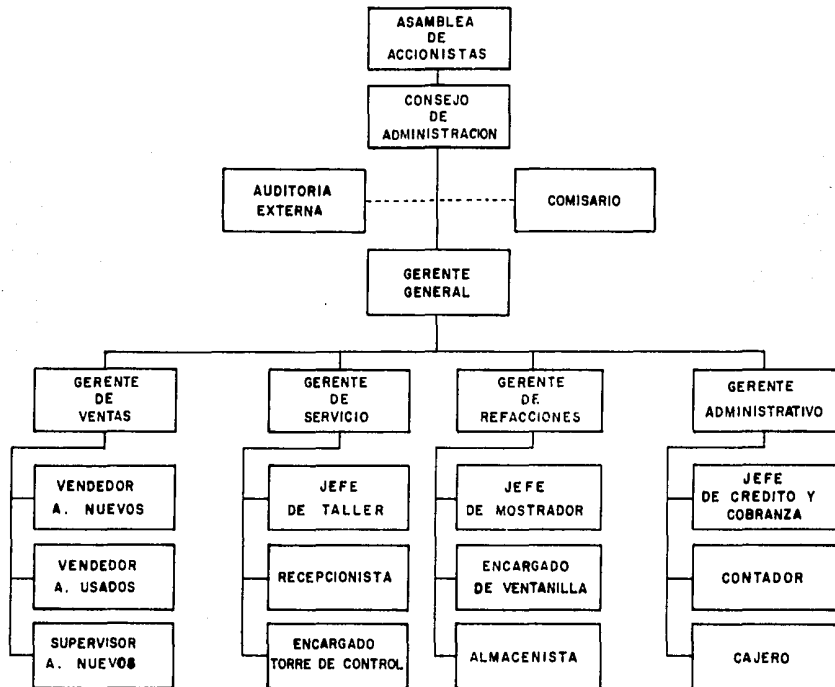 ASAMBLEA
DE
ACCIONISTAS
CONSEJO
DE
ADMINISTRACION
AUDITORIA
EXTERNA
COMISARIO
GERENTE
GENERAL
GERENTE
DE
VENTAS
GERENTE
DE
SERVICIO
GERENTE
DE
REFACCIONES
GERENTE
ADMINISTRATIVO
VENDEDOR
A. NUEVOS
JEFE
DE TALLER
JEFE
DE MOSTRADOR
JEFE
DE CREDITO Y
COBRANZA
VENDEDOR
A. USADOS
RECEPCIONISTA
ENCARGADO
DE VENTANILLA
CONTADOR
SUPERVISOR
A. NUEVOS
ENCARGADO
TORRE DE CONTROL
ALMACENISTA
CAJERO